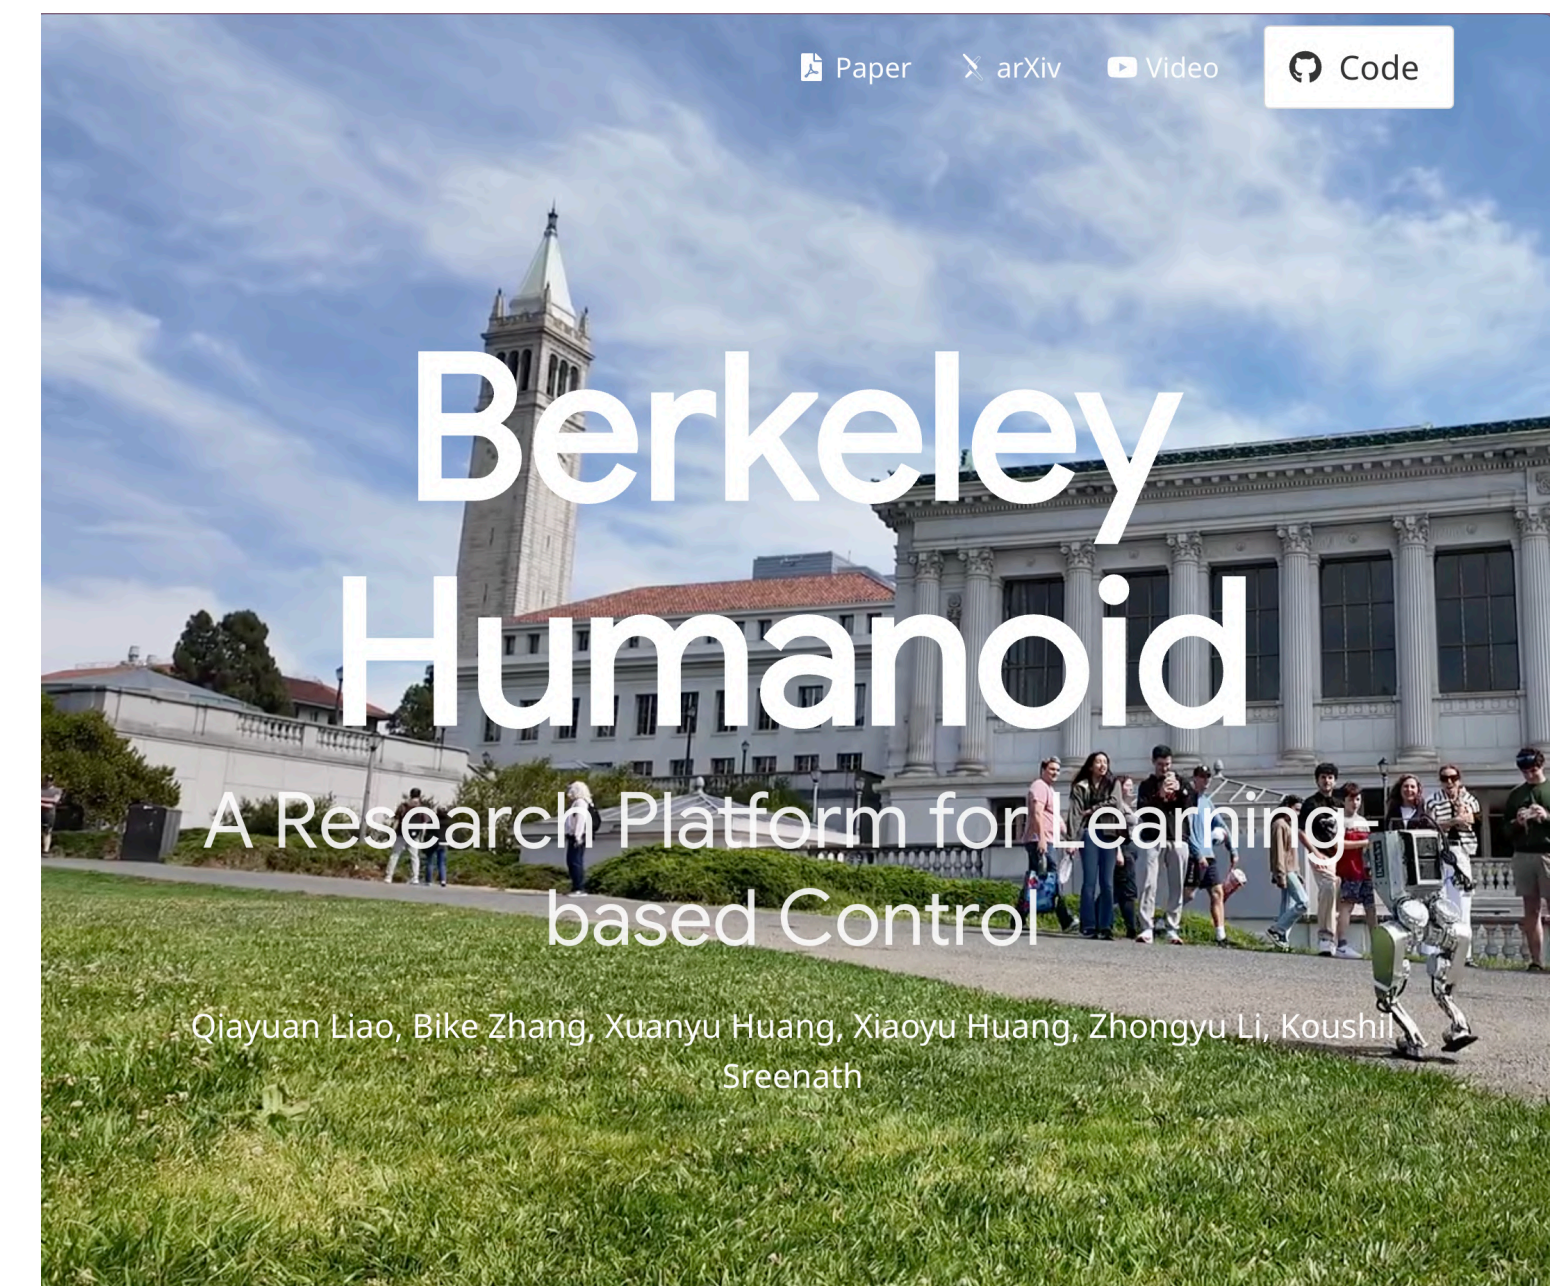 Paper arXiv Video Code
Berkeley
Humanoid
A Research Platform for Learning-
based Control
Qiayuan Liao, Bike Zhang, Xuanyu Huang, Xiaoyu Huang, Zhongyu Li, Koushil
Sreenath